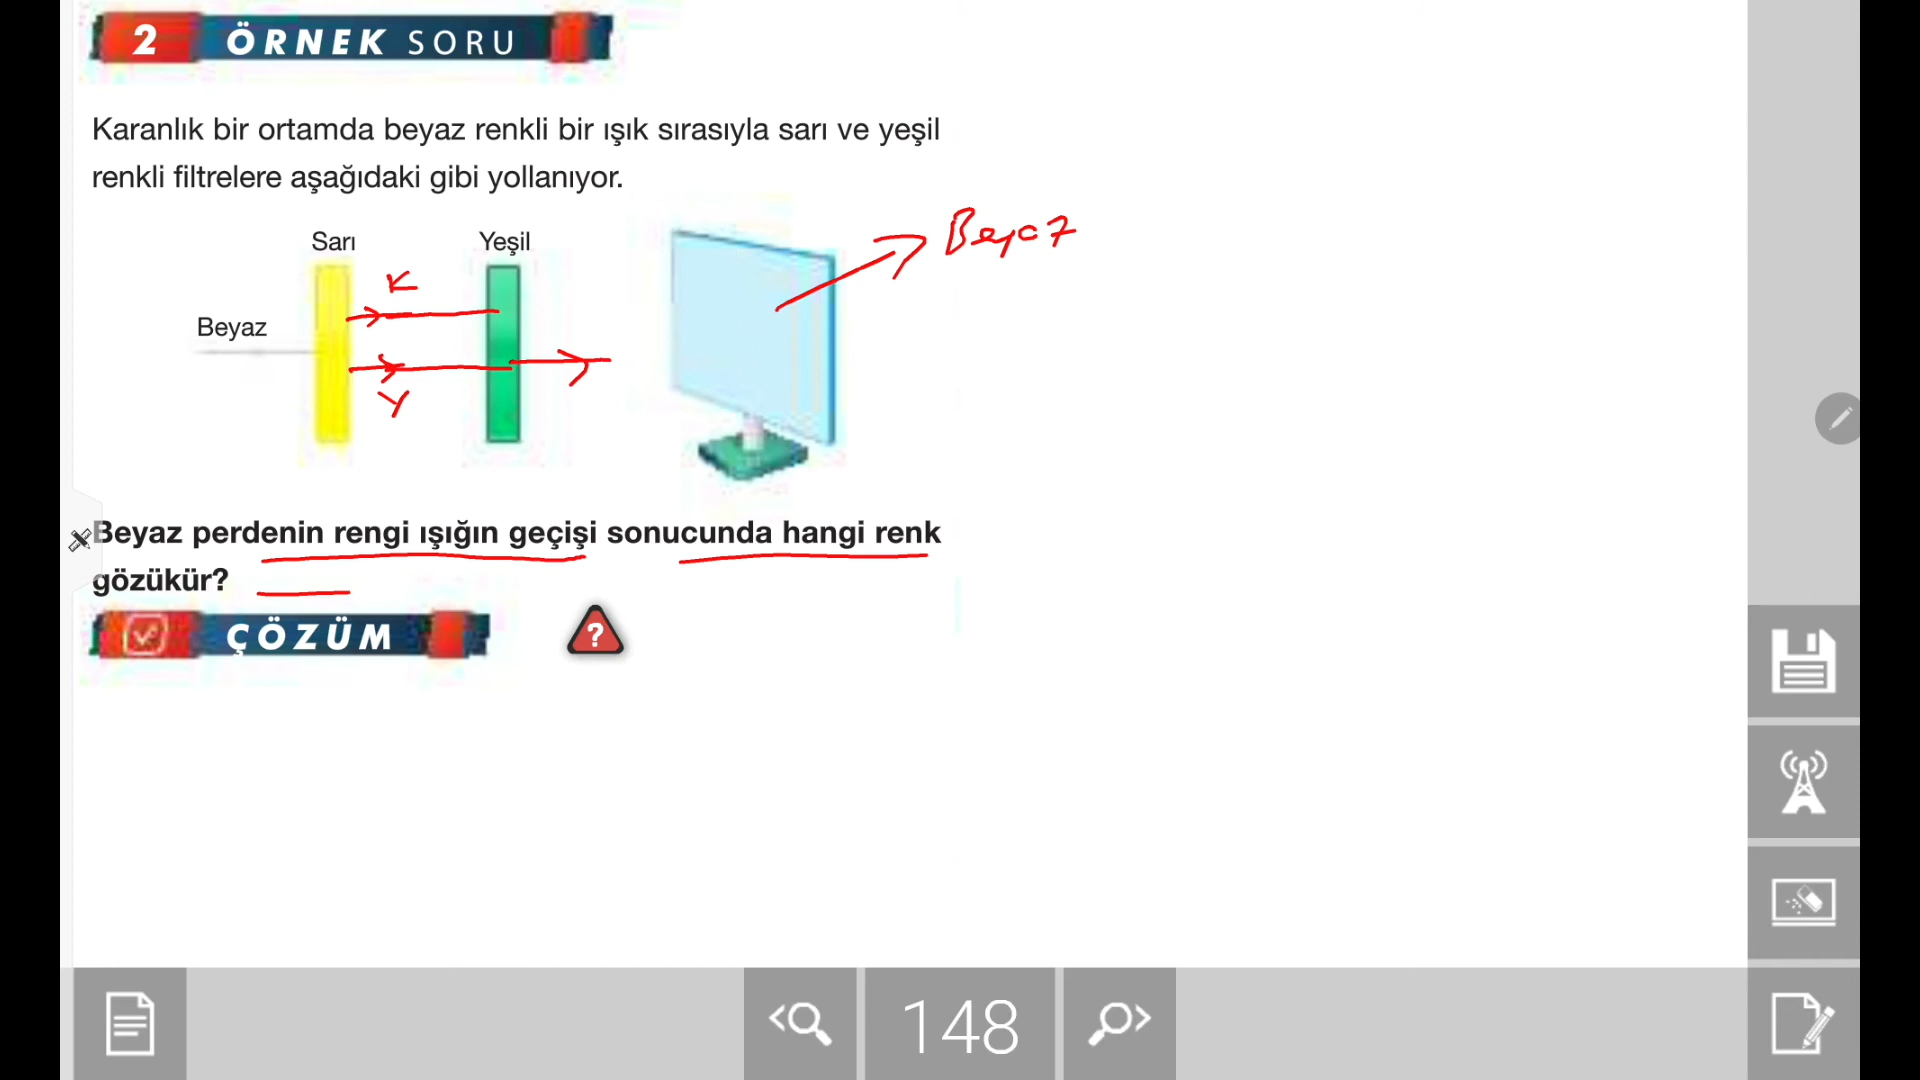 2 ÖRNEK SORU
Karanlık bir ortamda beyaz renkli bir ışık sırasıyla sarı ve yeşil
renkli filtrelere aşağıdaki gibi yollanıyor.
Sarı
Yeşil
Beyaz
K
Y
Beyaz
Beyaz perdenin rengi ışığın geçişi sonucunda hangi renk
gözükür?
ÇÖZÜM
?
148